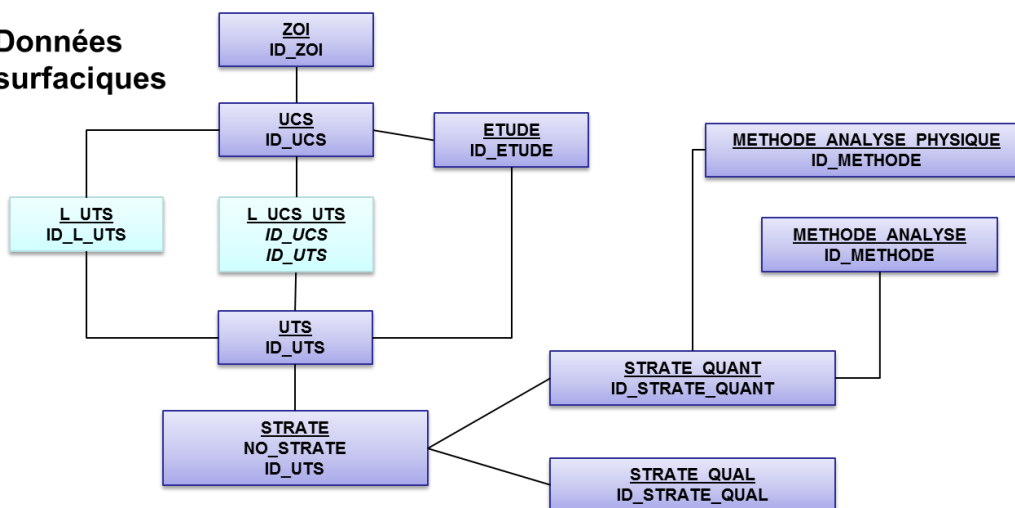 Données
surfaciques
ZOI
ID_ZOI
UCS
ID_UCS
ETUDE
ID_ETUDE
METHODE_ANALYSE_PHYSIQUE
ID_METHODE
L_UTS
ID_L_UTS
L_UCS_UTS
ID_UCS
ID_UTS
METHODE_ANALYSE
ID_METHODE
UTS
ID_UTS
STRATE_QUANT
ID_STRATE_QUANT
STRATE
NO_STRATE
ID_UTS
STRATE_QUAL
ID_STRATE_QUAL